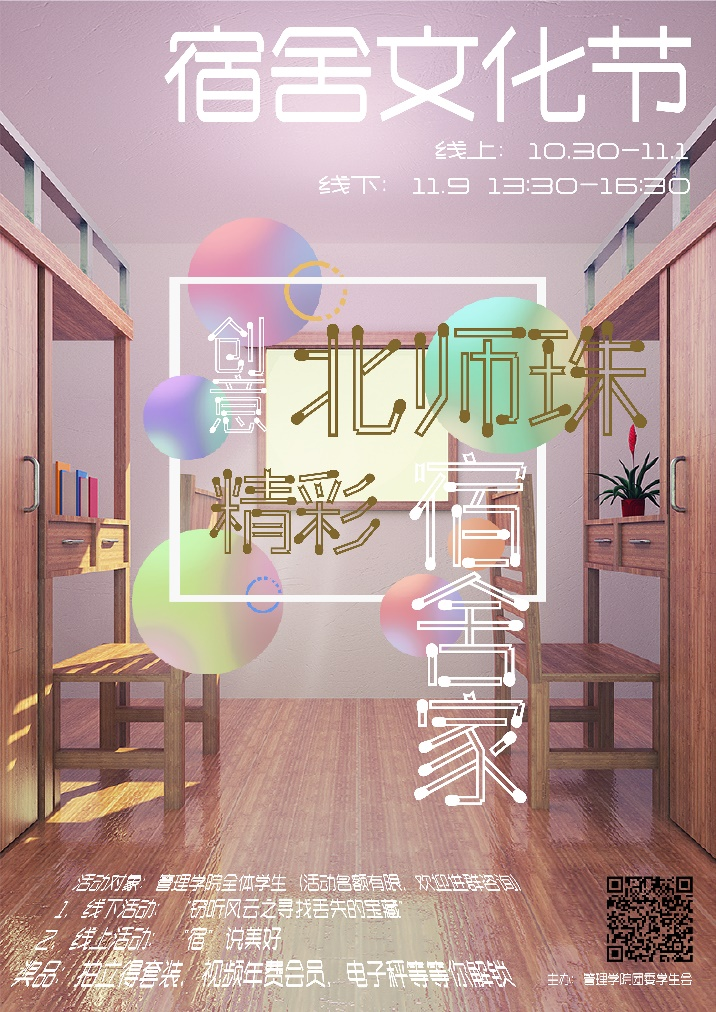 宿舍文化节
线上: 10.30-11.1
线下: 11.9 13:30-16:30
创意
北师珠
精彩
宿舍家
活动对象: 管理学院全体学生 (活动名额有限, 欢迎进群咨询)
1. 线下活动: "窃听风云之寻找丢失的宝藏"
2. 线上活动: "宿"说美好
奖品: 拍立得套装, 视频年费会员, 电子秤等等你解锁
主办: 管理学院团委学生会